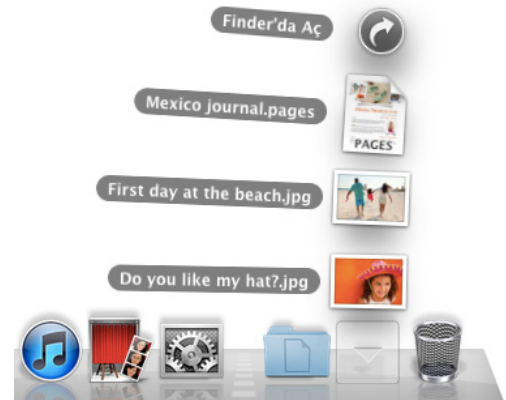 Finder'da Aç
Mexico journal.pages
PAGES
First day at the beach.jpg
Do you like my hat?.jpg